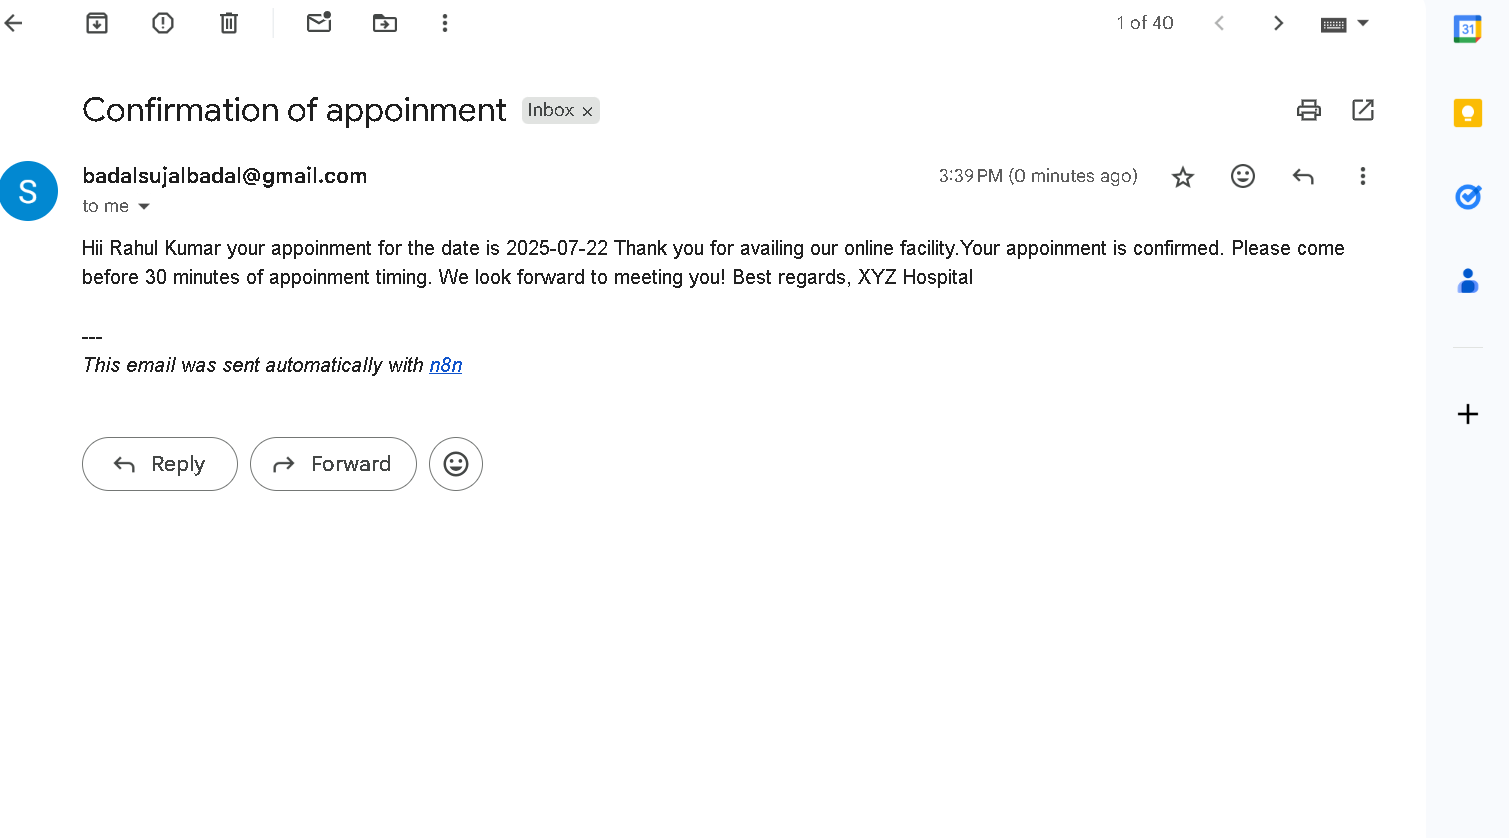 1 of 40
31
Confirmation of appoinment
Inbox ×
S
badalsujalbadal@gmail.com
3:39 PM (0 minutes ago)
to me
Hii Rahul Kumar your appoinment for the date is 2025-07-22 Thank you for availing our online facility.Your appoinment is confirmed. Please come
before 30 minutes of appoinment timing. We look forward to meeting you! Best regards, XYZ Hospital
---
This email was sent automatically with n8n
Reply
Forward